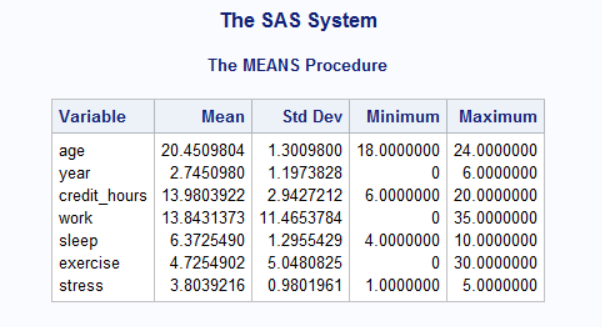 The SAS System
The MEANS Procedure
Variable Mean Std Dev Minimum Maximum
age 20.4509804 1.3009800 18.0000000 24.0000000
year 2.7450980 1.1973828 0 6.0000000
credit_hours 13.9803922 2.9427212 6.0000000 20.0000000
work 13.8431373 11.4653784 0 35.0000000
sleep 6.3725490 1.2955429 4.0000000 10.0000000
exercise 4.7254902 5.0480825 0 30.0000000
stress 3.8039216 0.9801961 1.0000000 5.0000000